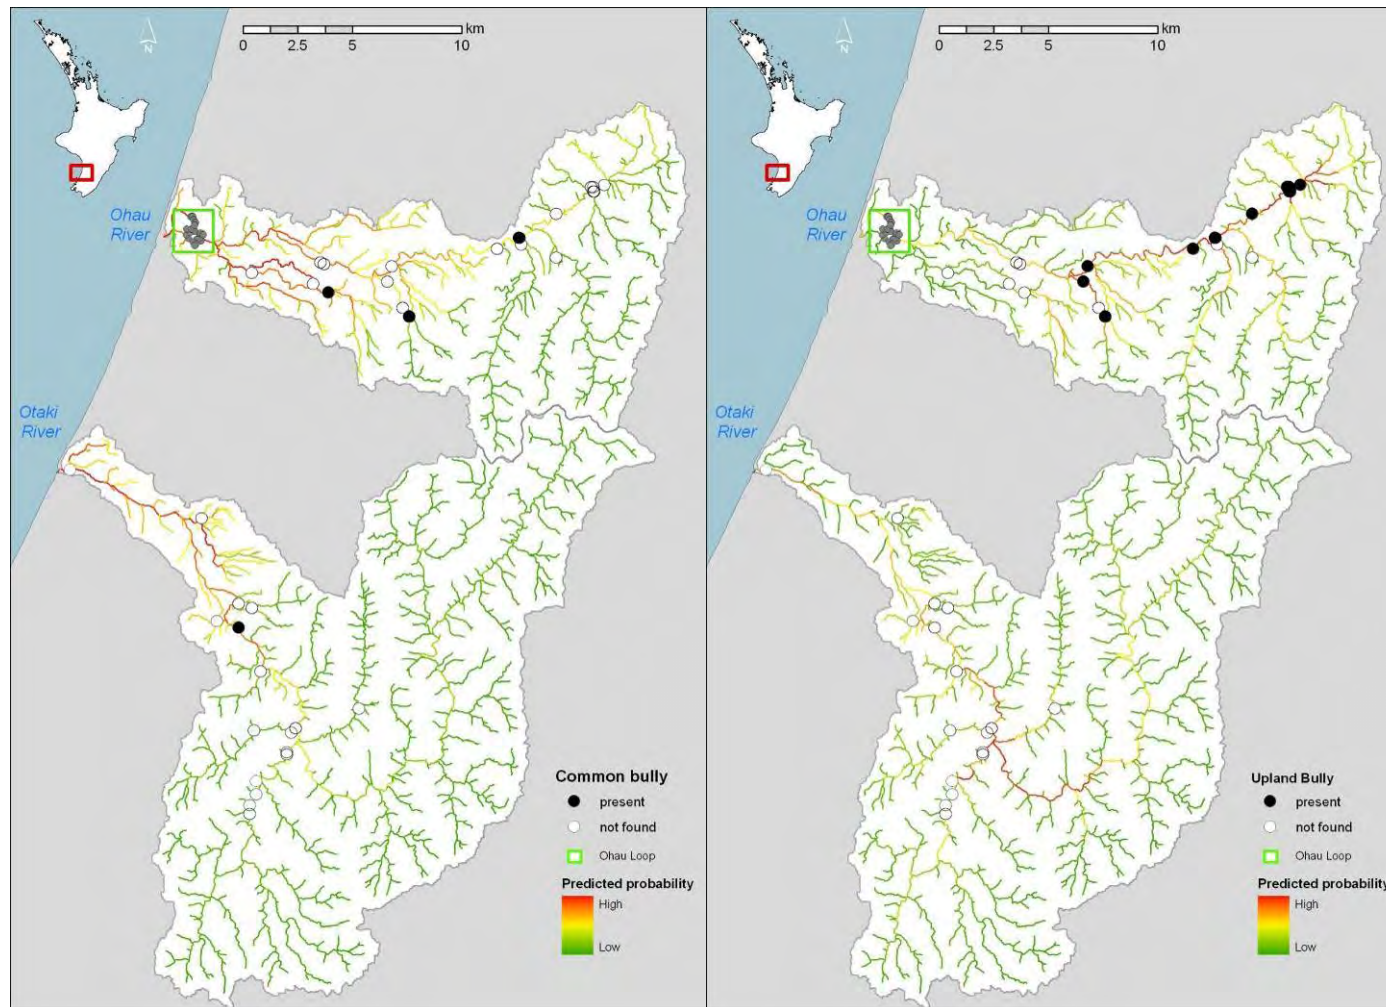 N
km
0 2.5 5 10
Ohau
River
Otaki
River
Common bully
present
not found
Ohau Loop
Predicted probability
High
Low
N
km
0 2.5 5 10
Ohau
River
Otaki
River
Upland Bully
present
not found
Ohau Loop
Predicted probability
High
Low